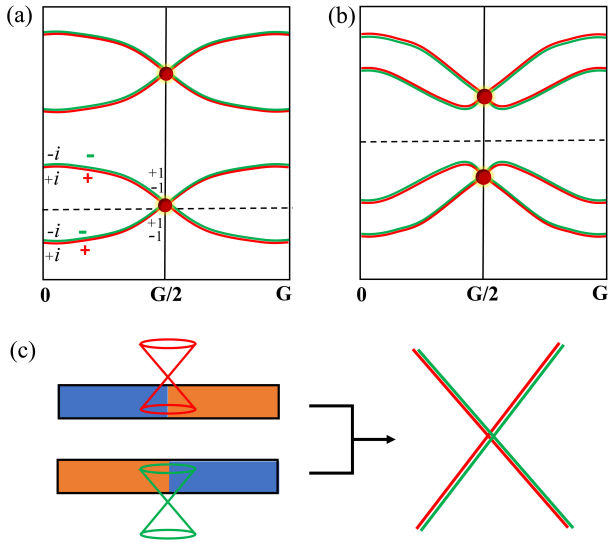 (a)
-i -
+i +
+1
-1
-i -
+i +
+1
-1
0 G/2 G
(b)
0 G/2 G
(c)